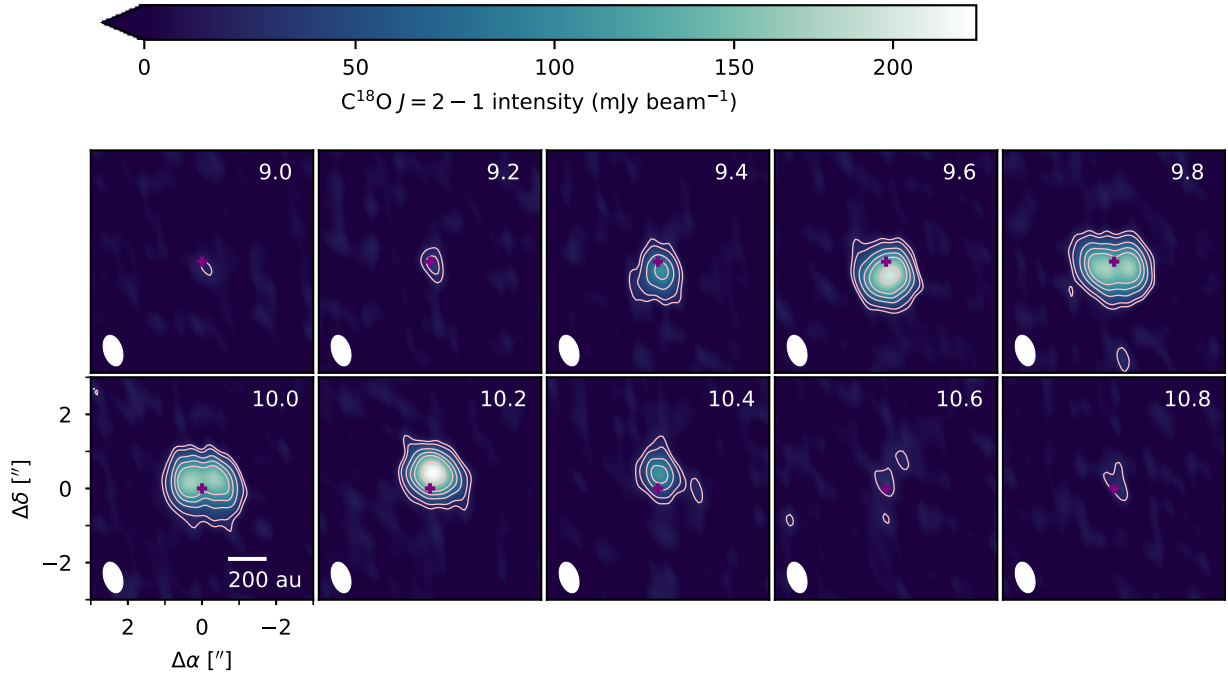 0 50 100 150 200
C¹⁸O J = 2 − 1 intensity (mJy beam⁻¹)
9.0 9.2 9.4 9.6 9.8
10.0 10.2 10.4 10.6 10.8
2
0
−2
Δδ [″]
200 au
2 0 −2
Δα [″]